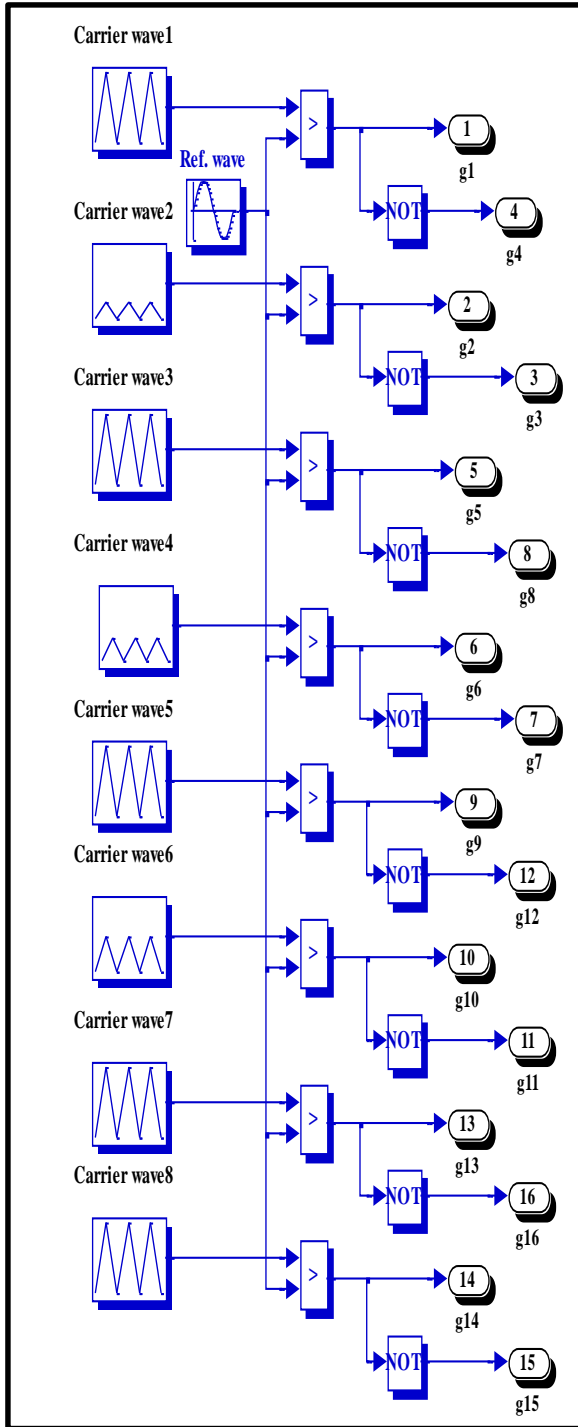 Carrier wave1
>
1
g1
Ref. wave
NOT
4
g4
Carrier wave2
>
2
g2
NOT
3
g3
Carrier wave3
>
5
g5
NOT
8
g8
Carrier wave4
>
6
g6
NOT
7
g7
Carrier wave5
>
9
g9
NOT
12
g12
Carrier wave6
>
10
g10
NOT
11
g11
Carrier wave7
>
13
g13
NOT
16
g16
Carrier wave8
>
14
g14
NOT
15
g15